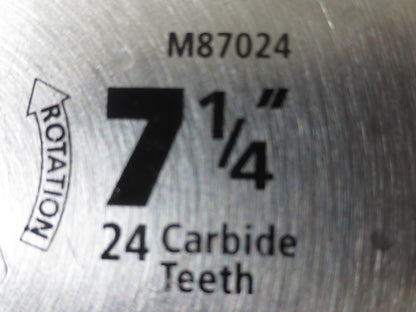 M87024
ROTATION
7 1/4"
24 Carbide
Teeth